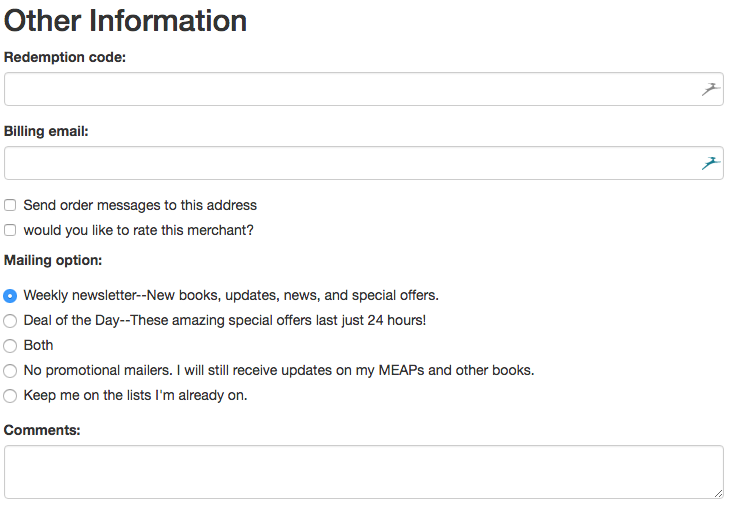 Other Information
Redemption code:
Billing email:
Send order messages to this address
would you like to rate this merchant?
Mailing option:
Weekly newsletter--New books, updates, news, and special offers.
Deal of the Day--These amazing special offers last just 24 hours!
Both
No promotional mailers. I will still receive updates on my MEAPs and other books.
Keep me on the lists I'm already on.
Comments: